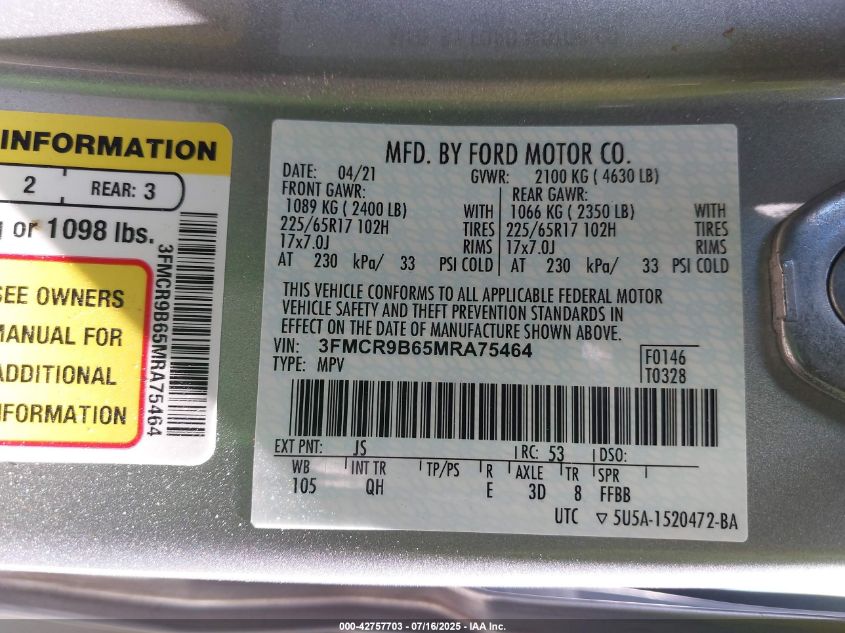 INFORMATION
2 REAR: 3
or 1098 lbs.
SEE OWNERS
MANUAL FOR
ADDITIONAL
INFORMATION
3FMCR9B65MRA75464
MFD. BY FORD MOTOR CO.
DATE: 04/21 GVWR: 2100 KG ( 4630 LB)
FRONT GAWR: REAR GAWR:
1089 KG ( 2400 LB) WITH 1066 KG ( 2350 LB) WITH
225/65R17 102H TIRES 225/65R17 102H TIRES
17x7.0J RIMS 17x7.0J RIMS
AT 230 kPa/ 33 PSI COLD AT 230 kPa/ 33 PSI COLD
THIS VEHICLE CONFORMS TO ALL APPLICABLE FEDERAL MOTOR
VEHICLE SAFETY AND THEFT PREVENTION STANDARDS IN
EFFECT ON THE DATE OF MANUFACTURE SHOWN ABOVE.
VIN: 3FMCR9B65MRA75464
TYPE: MPV
F0146
T0328
EXT PNT: JS RC: 53 DSO:
WB INT TR TP/PS R AXLE TR SPR
105 QH E 3D 8 FFBB
UTC ▽ 5U5A-1520472-BA
000-42757703 - 07/16/2025 - WWW.IAAI.COM